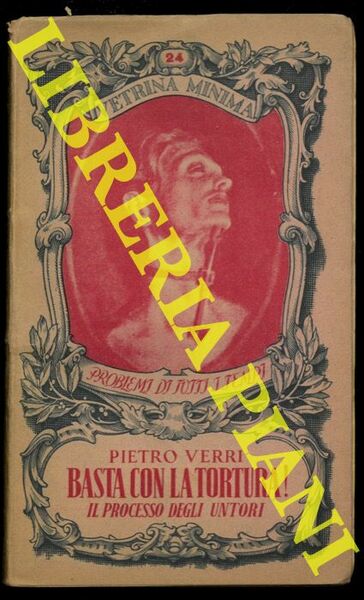 24
VETRINA MINIMA
PROBLEMI DI TUTTI I TEMPI
PIETRO VERRI
BASTA CON LA TORTURA!
IL PROCESSO DEGLI UNTORI
LIBRERIA PIANI